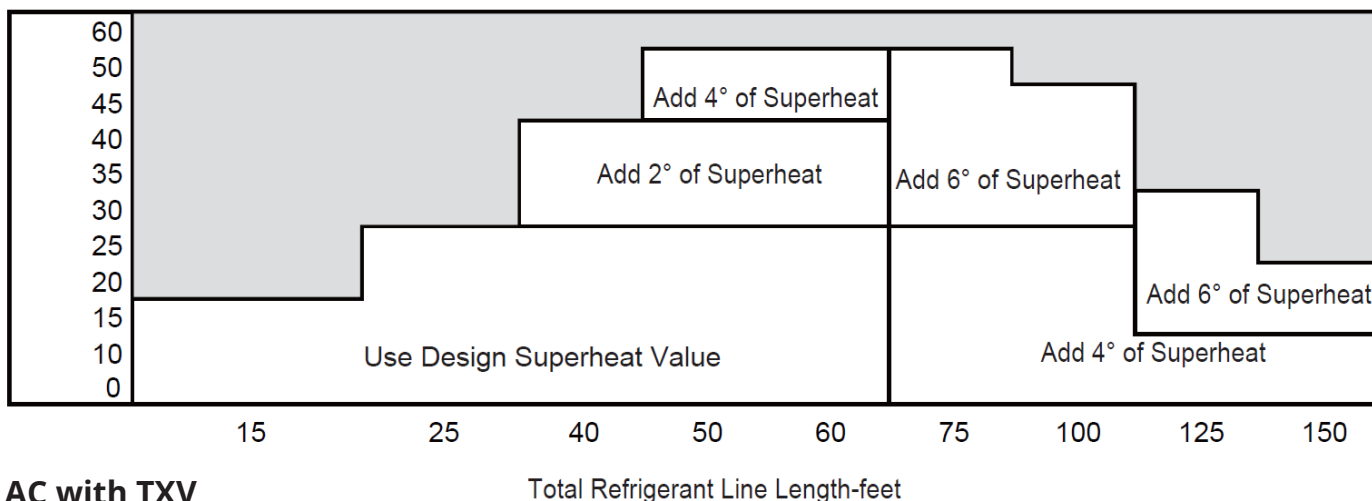 60
50
45 Add 4° of Superheat
40
35 Add 2° of Superheat Add 6° of Superheat
30
25
20
15 Add 6° of Superheat
10 Use Design Superheat Value Add 4° of Superheat
0
15 25 40 50 60 75 100 125 150
AC with TXV Total Refrigerant Line Length-feet